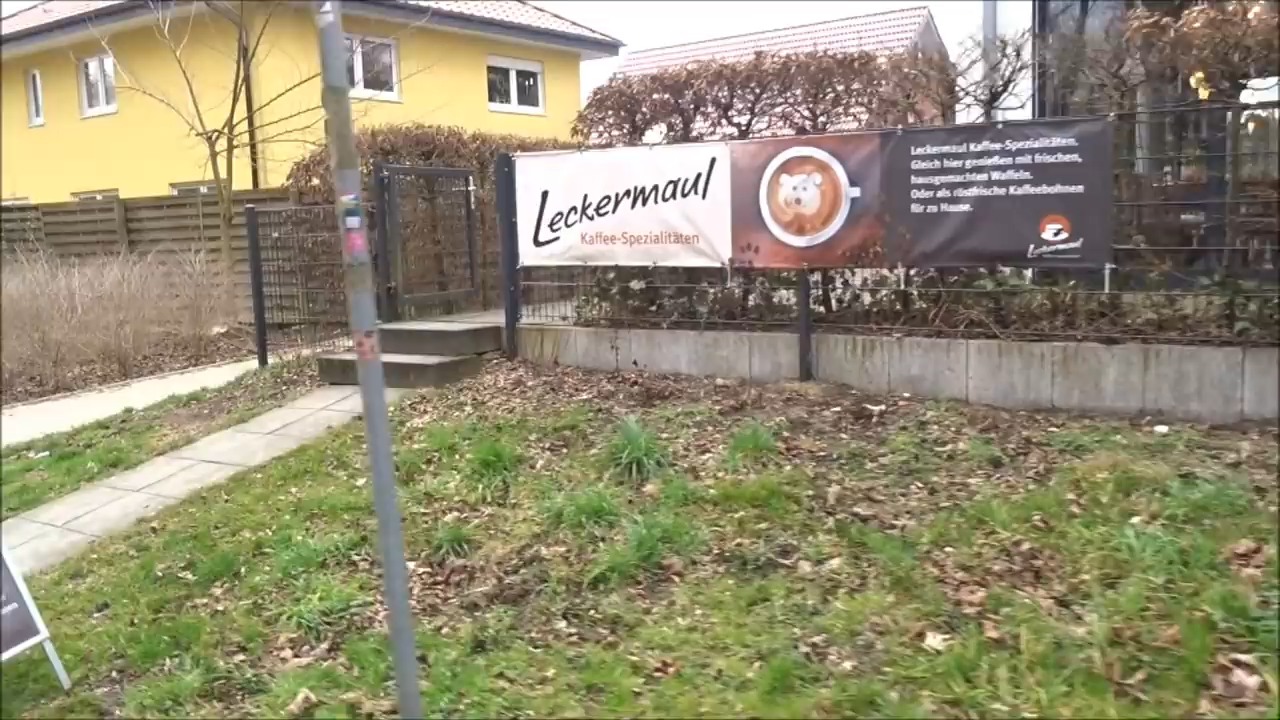 Leckermaul
Kaffee-Spezialitäten
Leckermaul Kaffee-Spezialitäten.
Gleich hier genießen mit frischen,
hausgemachten Waffeln.
Oder als röstfrische Kaffeebohnen
für zu Hause.
Leckermaul